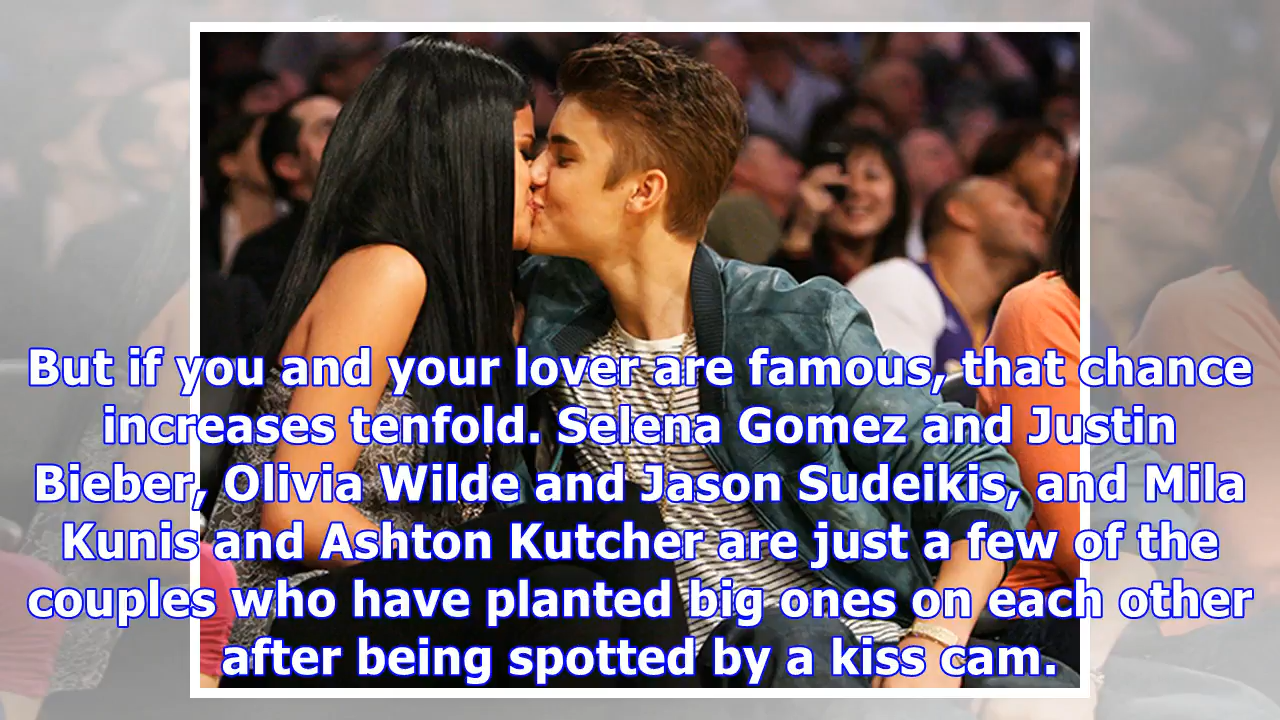 But if you and your lover are famous, that chance
increases tenfold. Selena Gomez and Justin
Bieber, Olivia Wilde and Jason Sudeikis, and Mila
Kunis and Ashton Kutcher are just a few of the
couples who have planted big ones on each other
after being spotted by a kiss cam.